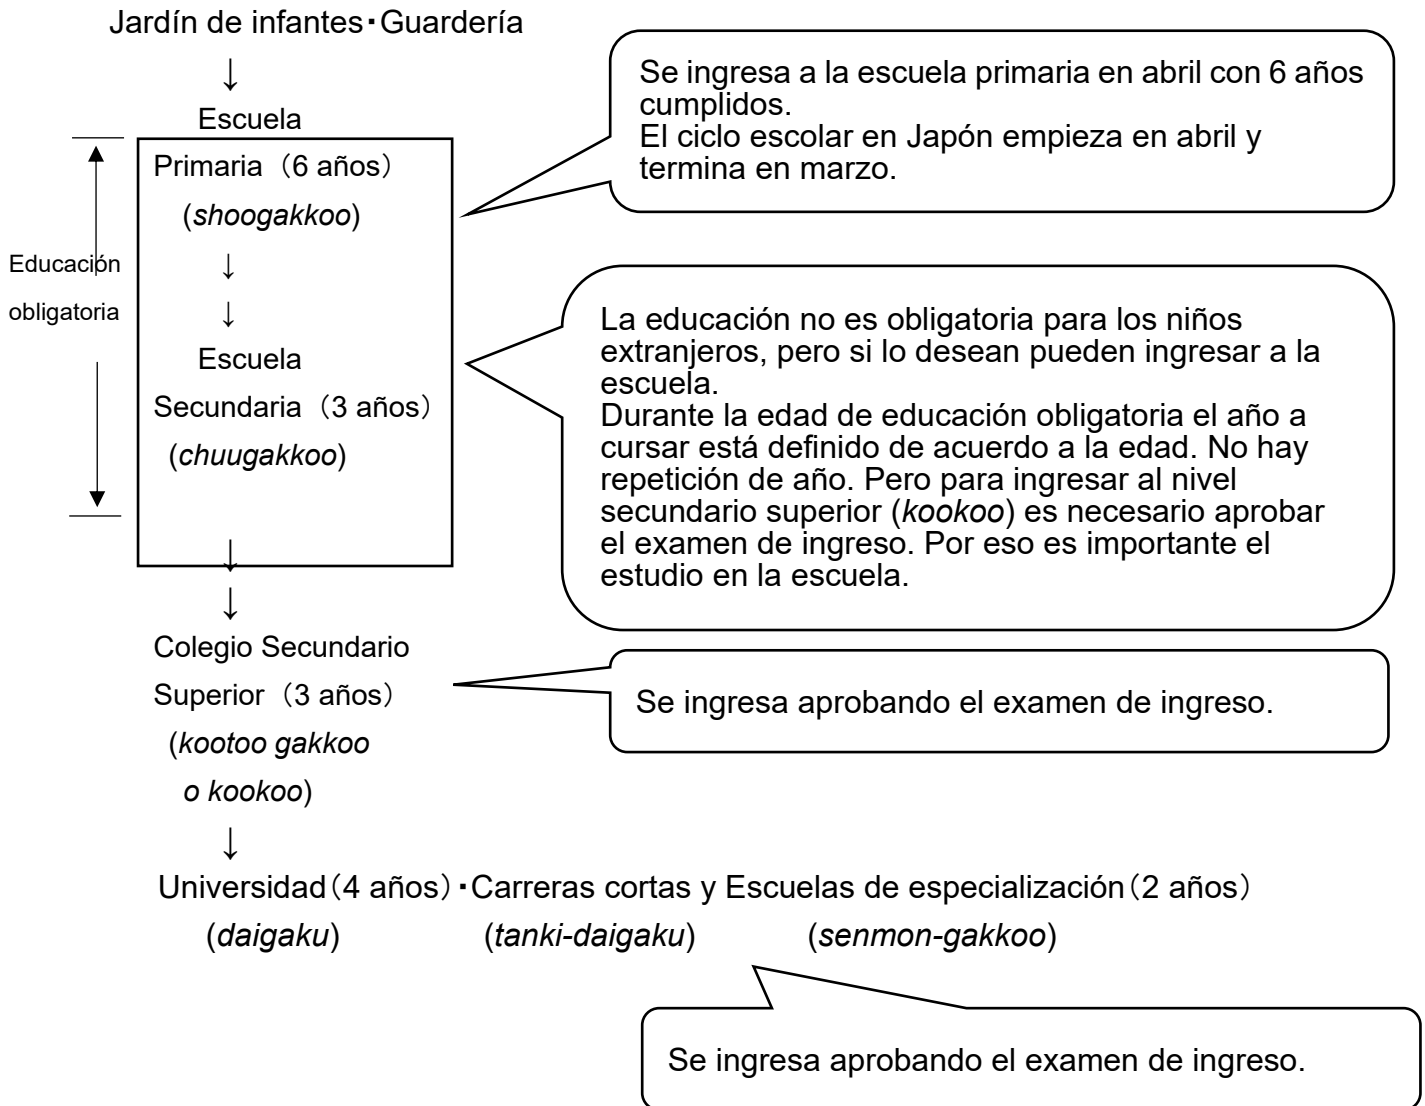 Jardín de infantes・Guardería
↓
Escuela
Primaria（6 años）
(shoogakkoo)
↓
↓
Escuela
Secundaria（3 años）
(chuugakkoo)
↓
↓
Educación
obligatoria
Se ingresa a la escuela primaria en abril con 6 años
cumplidos.
El ciclo escolar en Japón empieza en abril y
termina en marzo.
La educación no es obligatoria para los niños
extranjeros, pero si lo desean pueden ingresar a la
escuela.
Durante la edad de educación obligatoria el año a
cursar está definido de acuerdo a la edad. No hay
repetición de año. Pero para ingresar al nivel
secundario superior (kookoo) es necesario aprobar
el examen de ingreso. Por eso es importante el
estudio en la escuela.
Colegio Secundario
Superior（3 años）
(kootoo gakkoo
o kookoo)
Se ingresa aprobando el examen de ingreso.
↓
Universidad（4 años）・Carreras cortas y Escuelas de especialización（2 años）
(daigaku) (tanki-daigaku) (senmon-gakkoo)
Se ingresa aprobando el examen de ingreso.